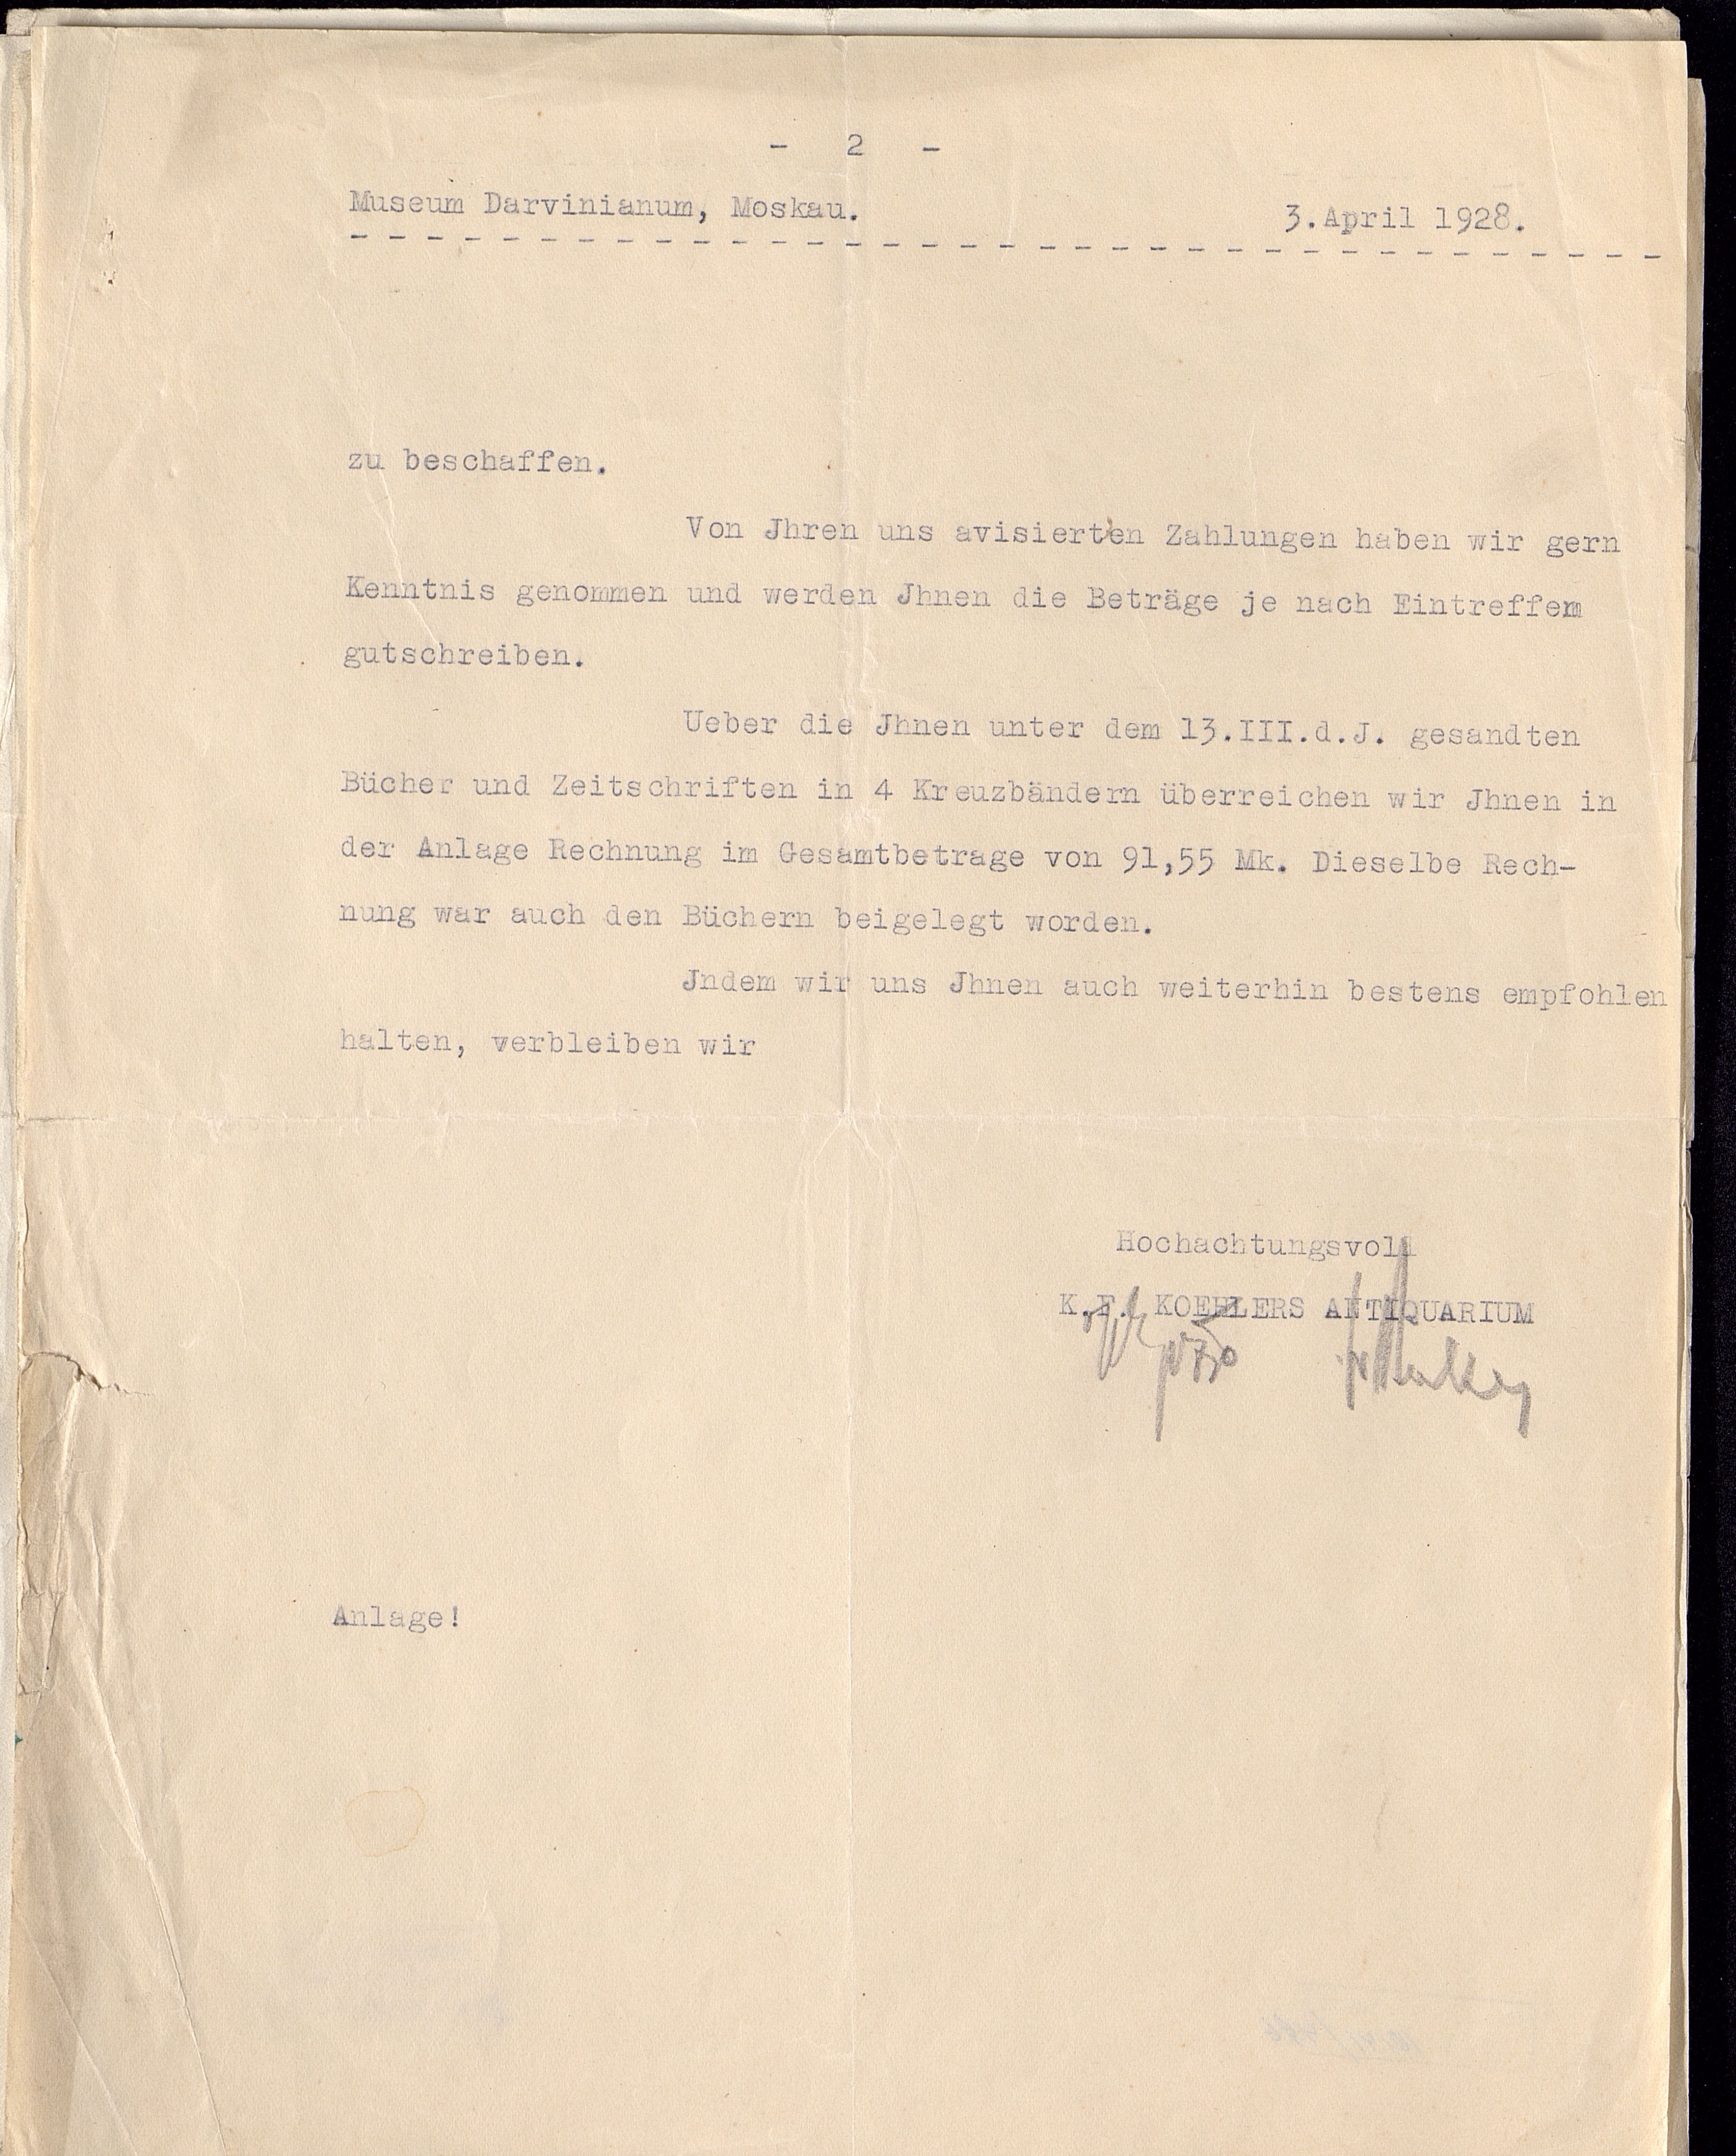 - 2 -
Museum Darvinianum, Moskau.
3.April 1928.
zu beschaffen.
Von Jhren uns avisierten Zahlungen haben wir gern
Kenntnis genommen und werden Jhnen die Beträge je nach Eintreffen
gutschreiben.
Ueber die Jhnen unter dem 13.III.d.J. gesandten
Bücher und Zeitschriften in 4 Kreuzbändern überreichen wir Jhnen in
der Anlage Rechnung im Gesamtbetrage von 91,55 Mk. Dieselbe Rech-
nung war auch den Büchern beigelegt worden.
Jndem wir uns Jhnen auch weiterhin bestens empfohlen
halten, verbleiben wir
Hochachtungsvoll
K.F. KOEHLERS ANTIQUARIUM
Anlage!